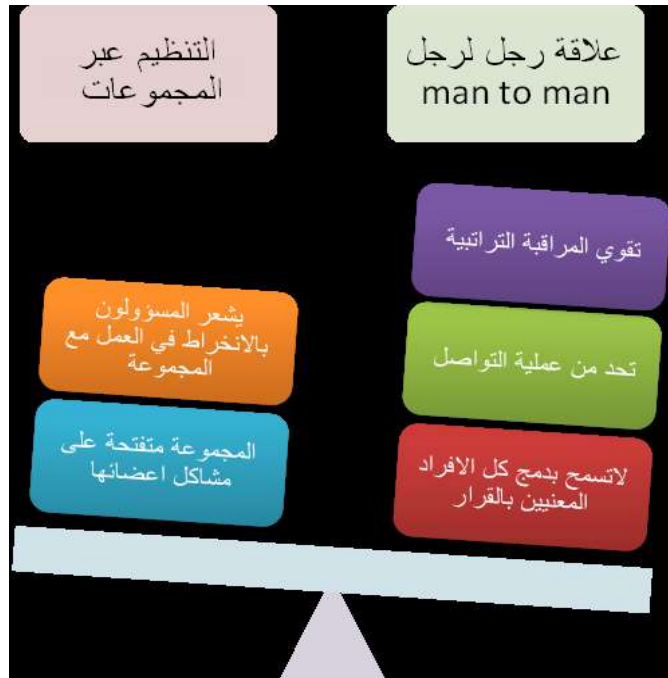 علاقة رجل لرجل
man to man
التنظيم عبر
المجموعات
تقوي المراقبة التراتبية
تحد من عملية التواصل
لاتسمح بدمج كل الافراد
المعنيين بالقرار
يشعر المسؤولون
بالانخراط في العمل مع
المجموعة
المجموعة متفتحة على
مشاكل اعضائها